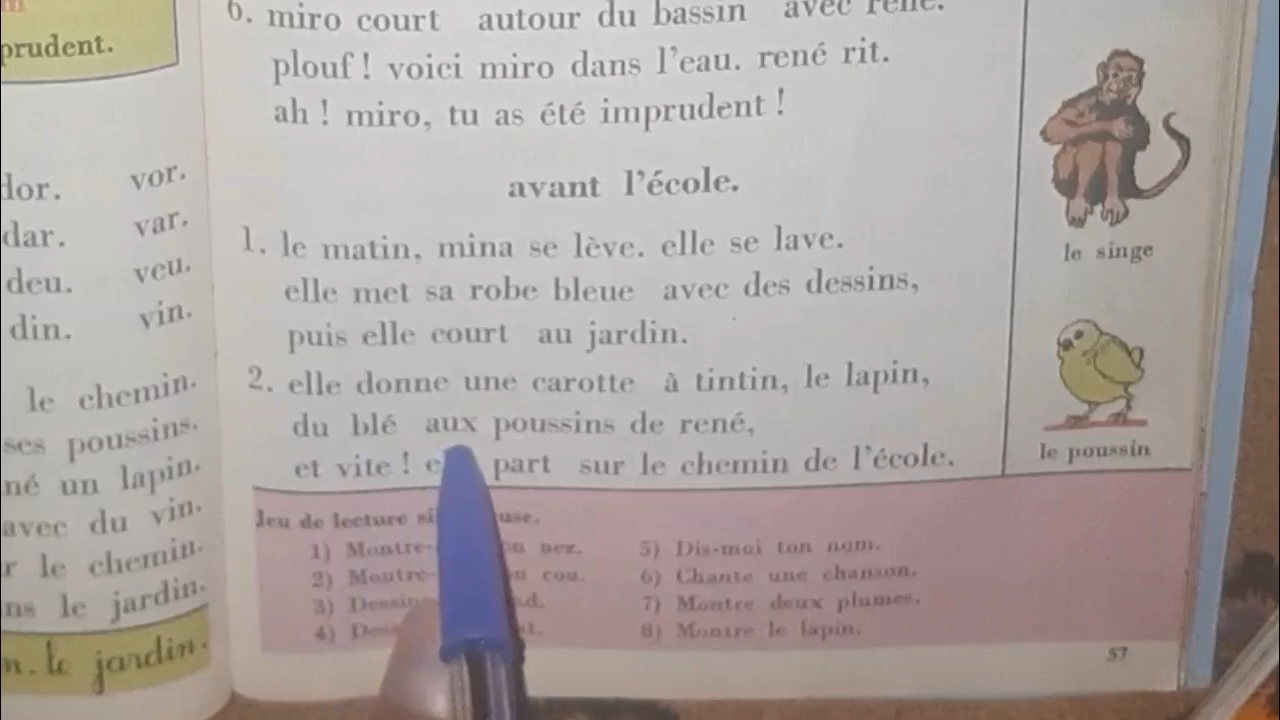 prudent.
dor. vor.
dar. var.
deu. veu.
din. vin.
le chemin.
ses poussins.
né un lapin.
avec du vin.
r le chemin.
ns le jardin.
n. le jardin.
6. miro court autour du bassin avec rené.
plouf ! voici miro dans l'eau. rené rit.
ah ! miro, tu as été imprudent !
avant l'école.
1. le matin, mina se lève. elle se lave.
elle met sa robe bleue avec des dessins,
puis elle court au jardin.
2. elle donne une carotte à tintin, le lapin,
du blé aux poussins de rené,
et vite ! e part sur le chemin de l'école.
le singe
le poussin
Jeu de lecture si use.
1) Montre- n nez.
2) Montre- n cou.
3) Dessin d.
4) Des t.
5) Dis-moi ton nom.
6) Chante une chanson.
7) Montre deux plumes.
8) Montre le lapin.
57